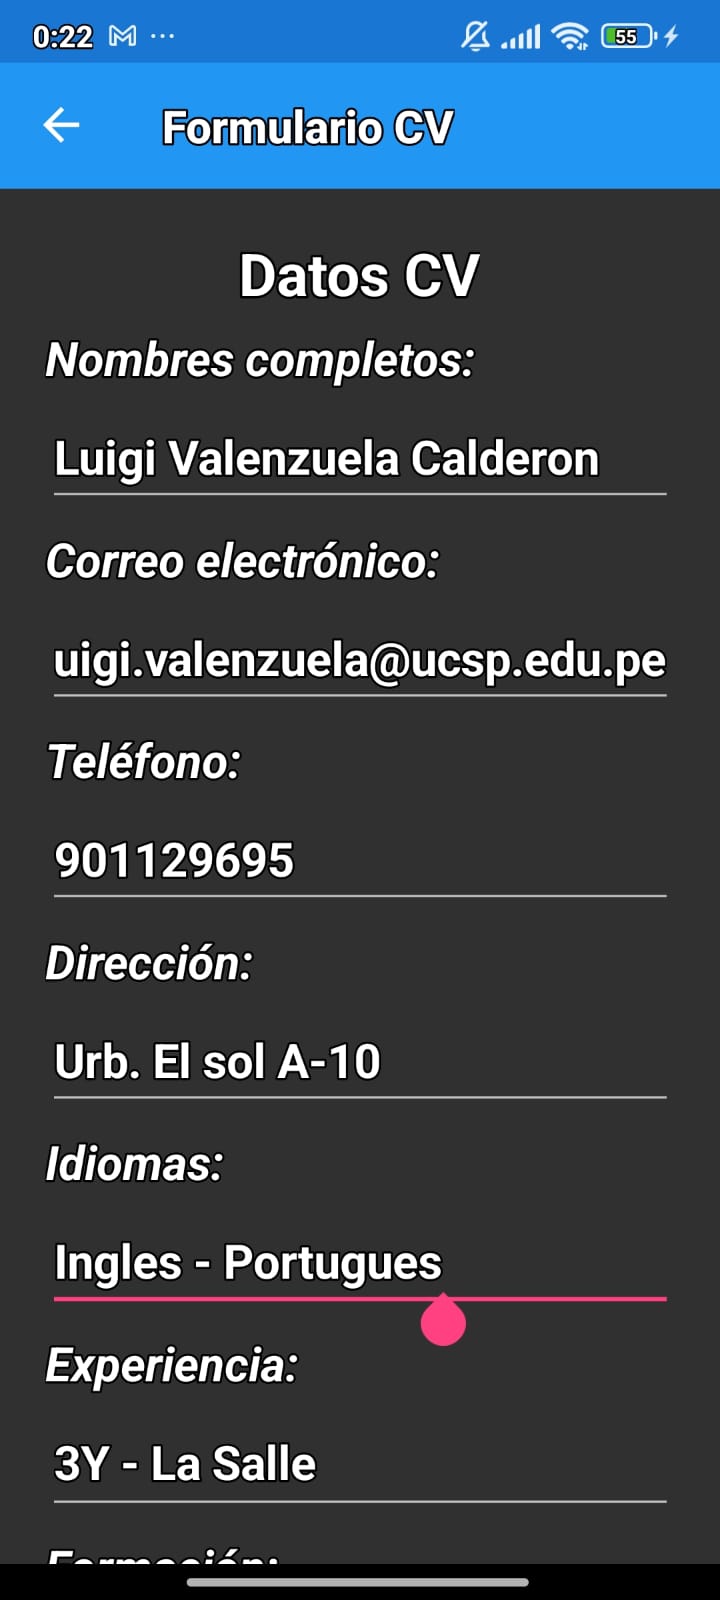 0:22
55
Formulario CV
Datos CV
Nombres completos:
Luigi Valenzuela Calderon
Correo electrónico:
uigi.valenzuela@ucsp.edu.pe
Teléfono:
901129695
Dirección:
Urb. El sol A-10
Idiomas:
Ingles - Portugues
Experiencia:
3Y - La Salle
Formación: